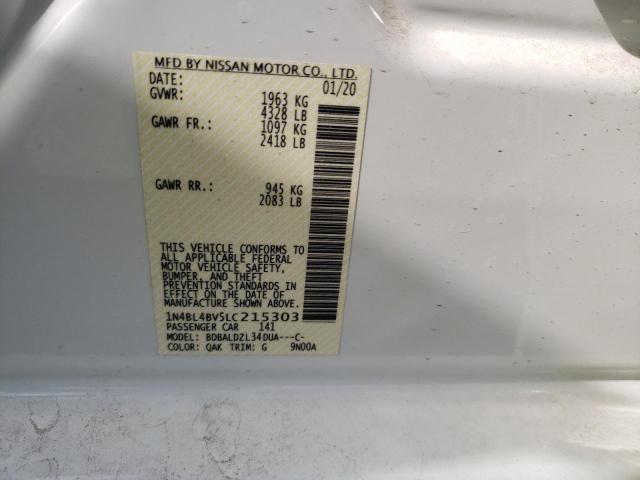 MFD BY NISSAN MOTOR CO., LTD.
DATE: 01/20
GVWR: 1963 KG
4328 LB
GAWR FR.: 1097 KG
2418 LB
GAWR RR.: 945 KG
2083 LB
THIS VEHICLE CONFORMS TO
ALL APPLICABLE FEDERAL
MOTOR VEHICLE SAFETY,
BUMPER, AND THEFT
PREVENTION STANDARDS IN
EFFECT ON THE DATE OF
MANUFACTURE SHOWN ABOVE.
1N4BL4BV5LC215303
PASSENGER CAR 141
MODEL: BDBALDZL34DUA---C-
COLOR: QAK TRIM: G 9N00A